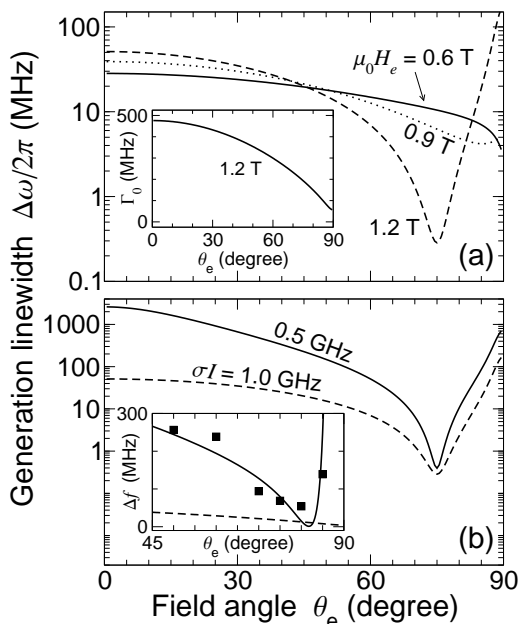 Generation linewidth Δω/2π (MHz)
100
10
1
0.1
μ₀Hₑ = 0.6 T
0.9 T
1.2 T
(a)
Γ₀ (MHz)
500
0
1.2 T
0 30 60 90
θₑ (degree)
1000
100
10
1
0.5 GHz
σI = 1.0 GHz
(b)
Δf (MHz)
300
0
45 90
θₑ (degree)
0 30 60 90
Field angle θₑ (degree)